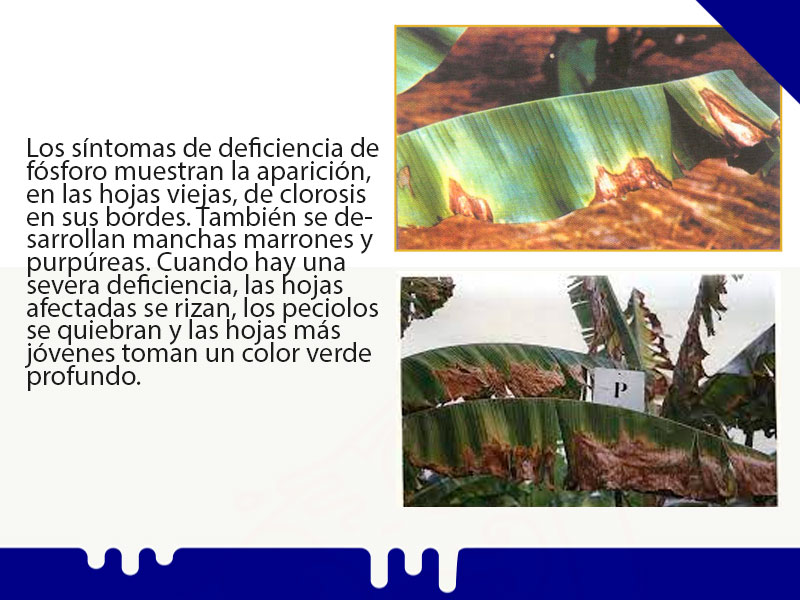 Los síntomas de deficiencia de
fósforo muestran la aparición,
en las hojas viejas, de clorosis
en sus bordes. También se de-
sarrollan manchas marrones y
purpúreas. Cuando hay una
severa deficiencia, las hojas
afectadas se rizan, los peciolos
se quiebran y las hojas más
jóvenes toman un color verde
profundo.
P